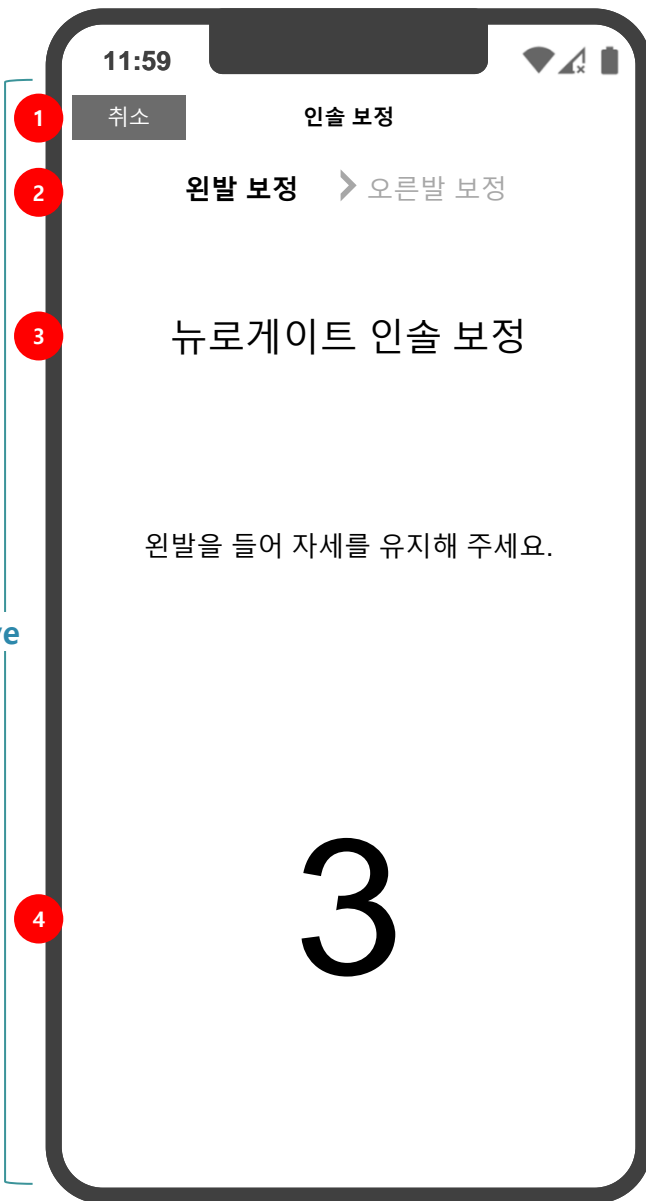 11:59
1
취소
인솔 보정
2
왼발 보정 > 오른발 보정
3
뉴로게이트 인솔 보정
왼발을 들어 자세를 유지해 주세요.
4
3